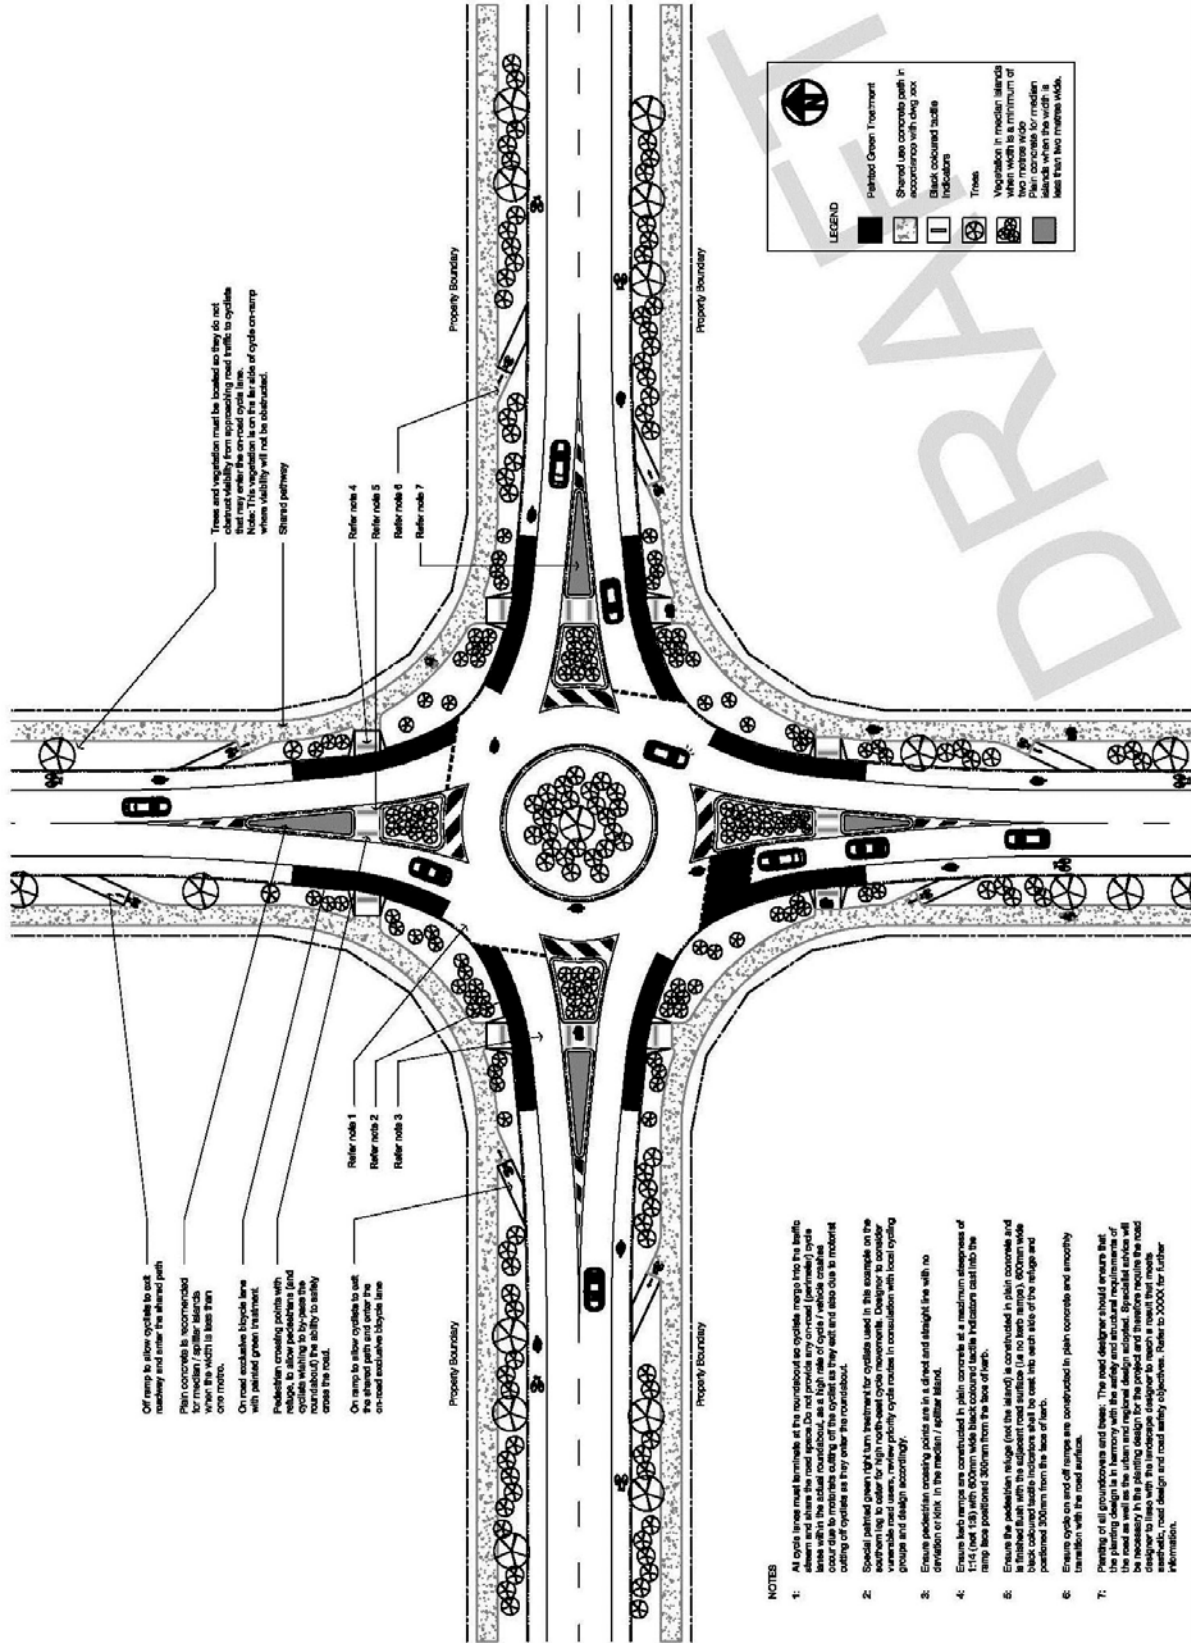 Off ramp to allow cyclists to exit
roadway and enter the shared path
Plain concrete is recommended
for median / splitter islands
when the width is less than
one metre.
On road exclusive bicycle lane
with painted green treatment
Pedestrian crossing points with
refuge, to allow pedestrians (and
cyclists wishing to by-pass the
roundabout) the ability to safely
cross the road.
On ramp to allow cyclists to exit
the shared path and enter the
on-road exclusive bicycle lane
Refer note 1
Refer note 2
Refer note 3
Trees and vegetation must be located so they do not
obstruct visibility from approaching road traffic to cyclists
that may enter the on-road cycle lane.
Note: This vegetation is on the far side of cycle on-ramp
where visibility will not be obstructed.
Shared pathway
Refer note 4
Refer note 5
Refer note 6
Refer note 7
Property Boundary
Property Boundary
Property Boundary
Property Boundary
NOTES
1: All cycle lanes must terminate at the roundabout so cyclists merge into the traffic
stream and share the road space. Do not provide any on-road (perimeter) cycle
lanes within the actual roundabout, as a high rate of cycle / vehicle crashes
occur due to motorists cutting off the cyclist as they exit and also due to motorist
cutting off cyclists as they enter the roundabout.
2: Special painted green right turn treatment for cyclists used in this example on the
southern leg to cater for high north-east cycle movements. Designer to consider
vunerable road users, review priority cycle routes in consultation with local cycling
groups and design accordingly.
3: Ensure pedestrian crossing points are in a direct and straight line with no
deviation or kink in the median / splitter island.
4: Ensure kerb ramps are constructed in plain concrete at a maximum steepness of
1:14 (not 1:8) with 600mm wide black coloured tactile indicators cast into the
ramp face positioned 300mm from the face of kerb.
5: Ensure the pedestrian refuge (not the island) is constructed in plain concrete and
is finished flush with the adjacent road surface (i.e no kerb ramps). 600mm wide
black coloured tactile indicators shall be cast into each side of the refuge and
positioned 300mm from the face of kerb.
6: Ensure cycle on and off ramps are constructed in plain concrete and smoothly
transition with the road surface.
7: Planting of all groundcovers and trees: The road designer should ensure that
the planting design is in harmony with the safety and structural requirements of
the road as well as the urban and regional design adopted. Specialist advice will
be necessary in the planting design for the project and therefore require the road
designer to liase with the landscape designer to reach a result that meets
aesthetic, road design and road safety objectives. Refer to XXXX for further
information.
N
LEGEND
Painted Green Treatment
Shared use concrete path in
accordance with dwg xxx
Black coloured tactile
Indicators
Trees
Vegetation in median islands
when width is a minimum of
two metres wide
Plain concrete for median
islands when the width is
less than two metres wide.
DRAFT